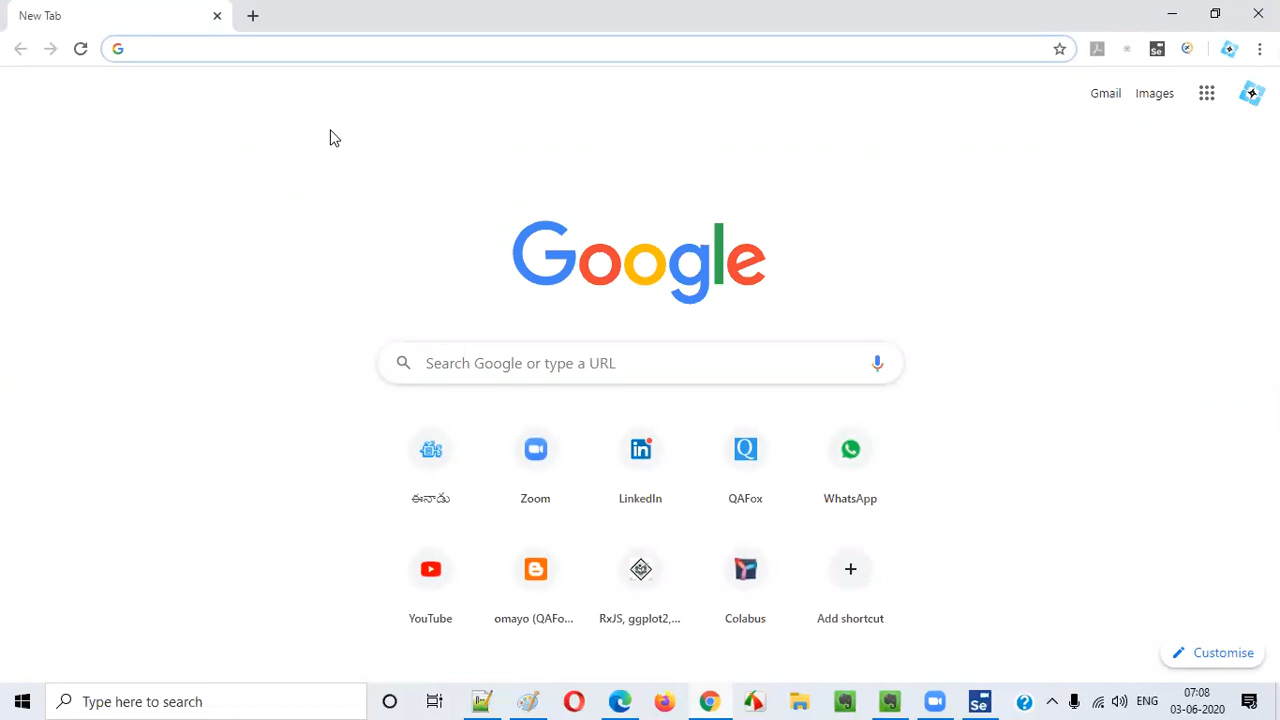 New Tab
Gmail
Images
Google
Search Google or type a URL
ఈనాడు
Zoom
LinkedIn
QAFox
WhatsApp
YouTube
omayo (QAFo...
RxJS, ggplot2,...
Colabus
Add shortcut
Customise
Type here to search
ENG
07:08
03-06-2020